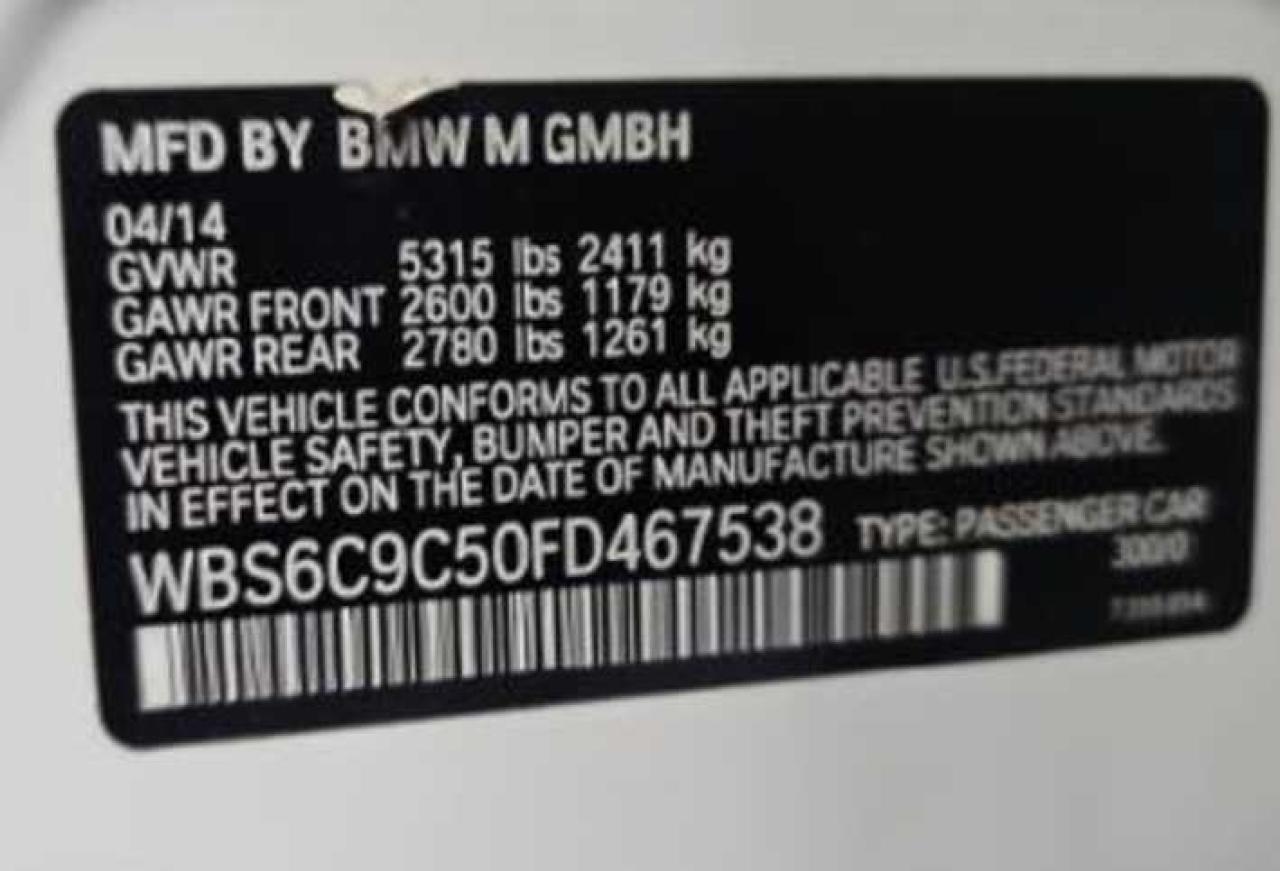 MFD BY BMW M GMBH
04/14
GVWR 5315 lbs 2411 kg
GAWR FRONT 2600 lbs 1179 kg
GAWR REAR 2780 lbs 1261 kg
THIS VEHICLE CONFORMS TO ALL APPLICABLE U.S.FEDERAL MOTOR
VEHICLE SAFETY, BUMPER AND THEFT PREVENTION STANDARDS
IN EFFECT ON THE DATE OF MANUFACTURE SHOWN ABOVE.
WBS6C9C50FD467538 TYPE: PASSENGER CAR
300/0